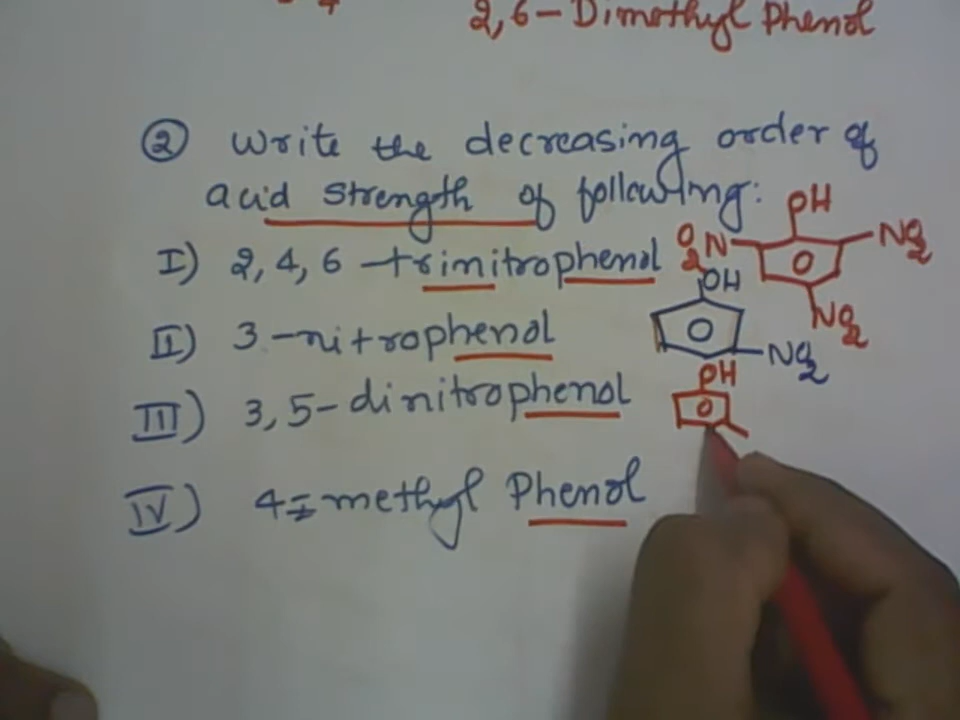 2,6-Dimethyl Phenol
② Write the decreasing order of
acid strength of following:
I) 2,4,6-trinitrophenol
OH
O2N
NO2
NO2
II) 3-nitrophenol
OH
NO2
III) 3,5-dinitrophenol
OH
IV) 4-methyl Phenol